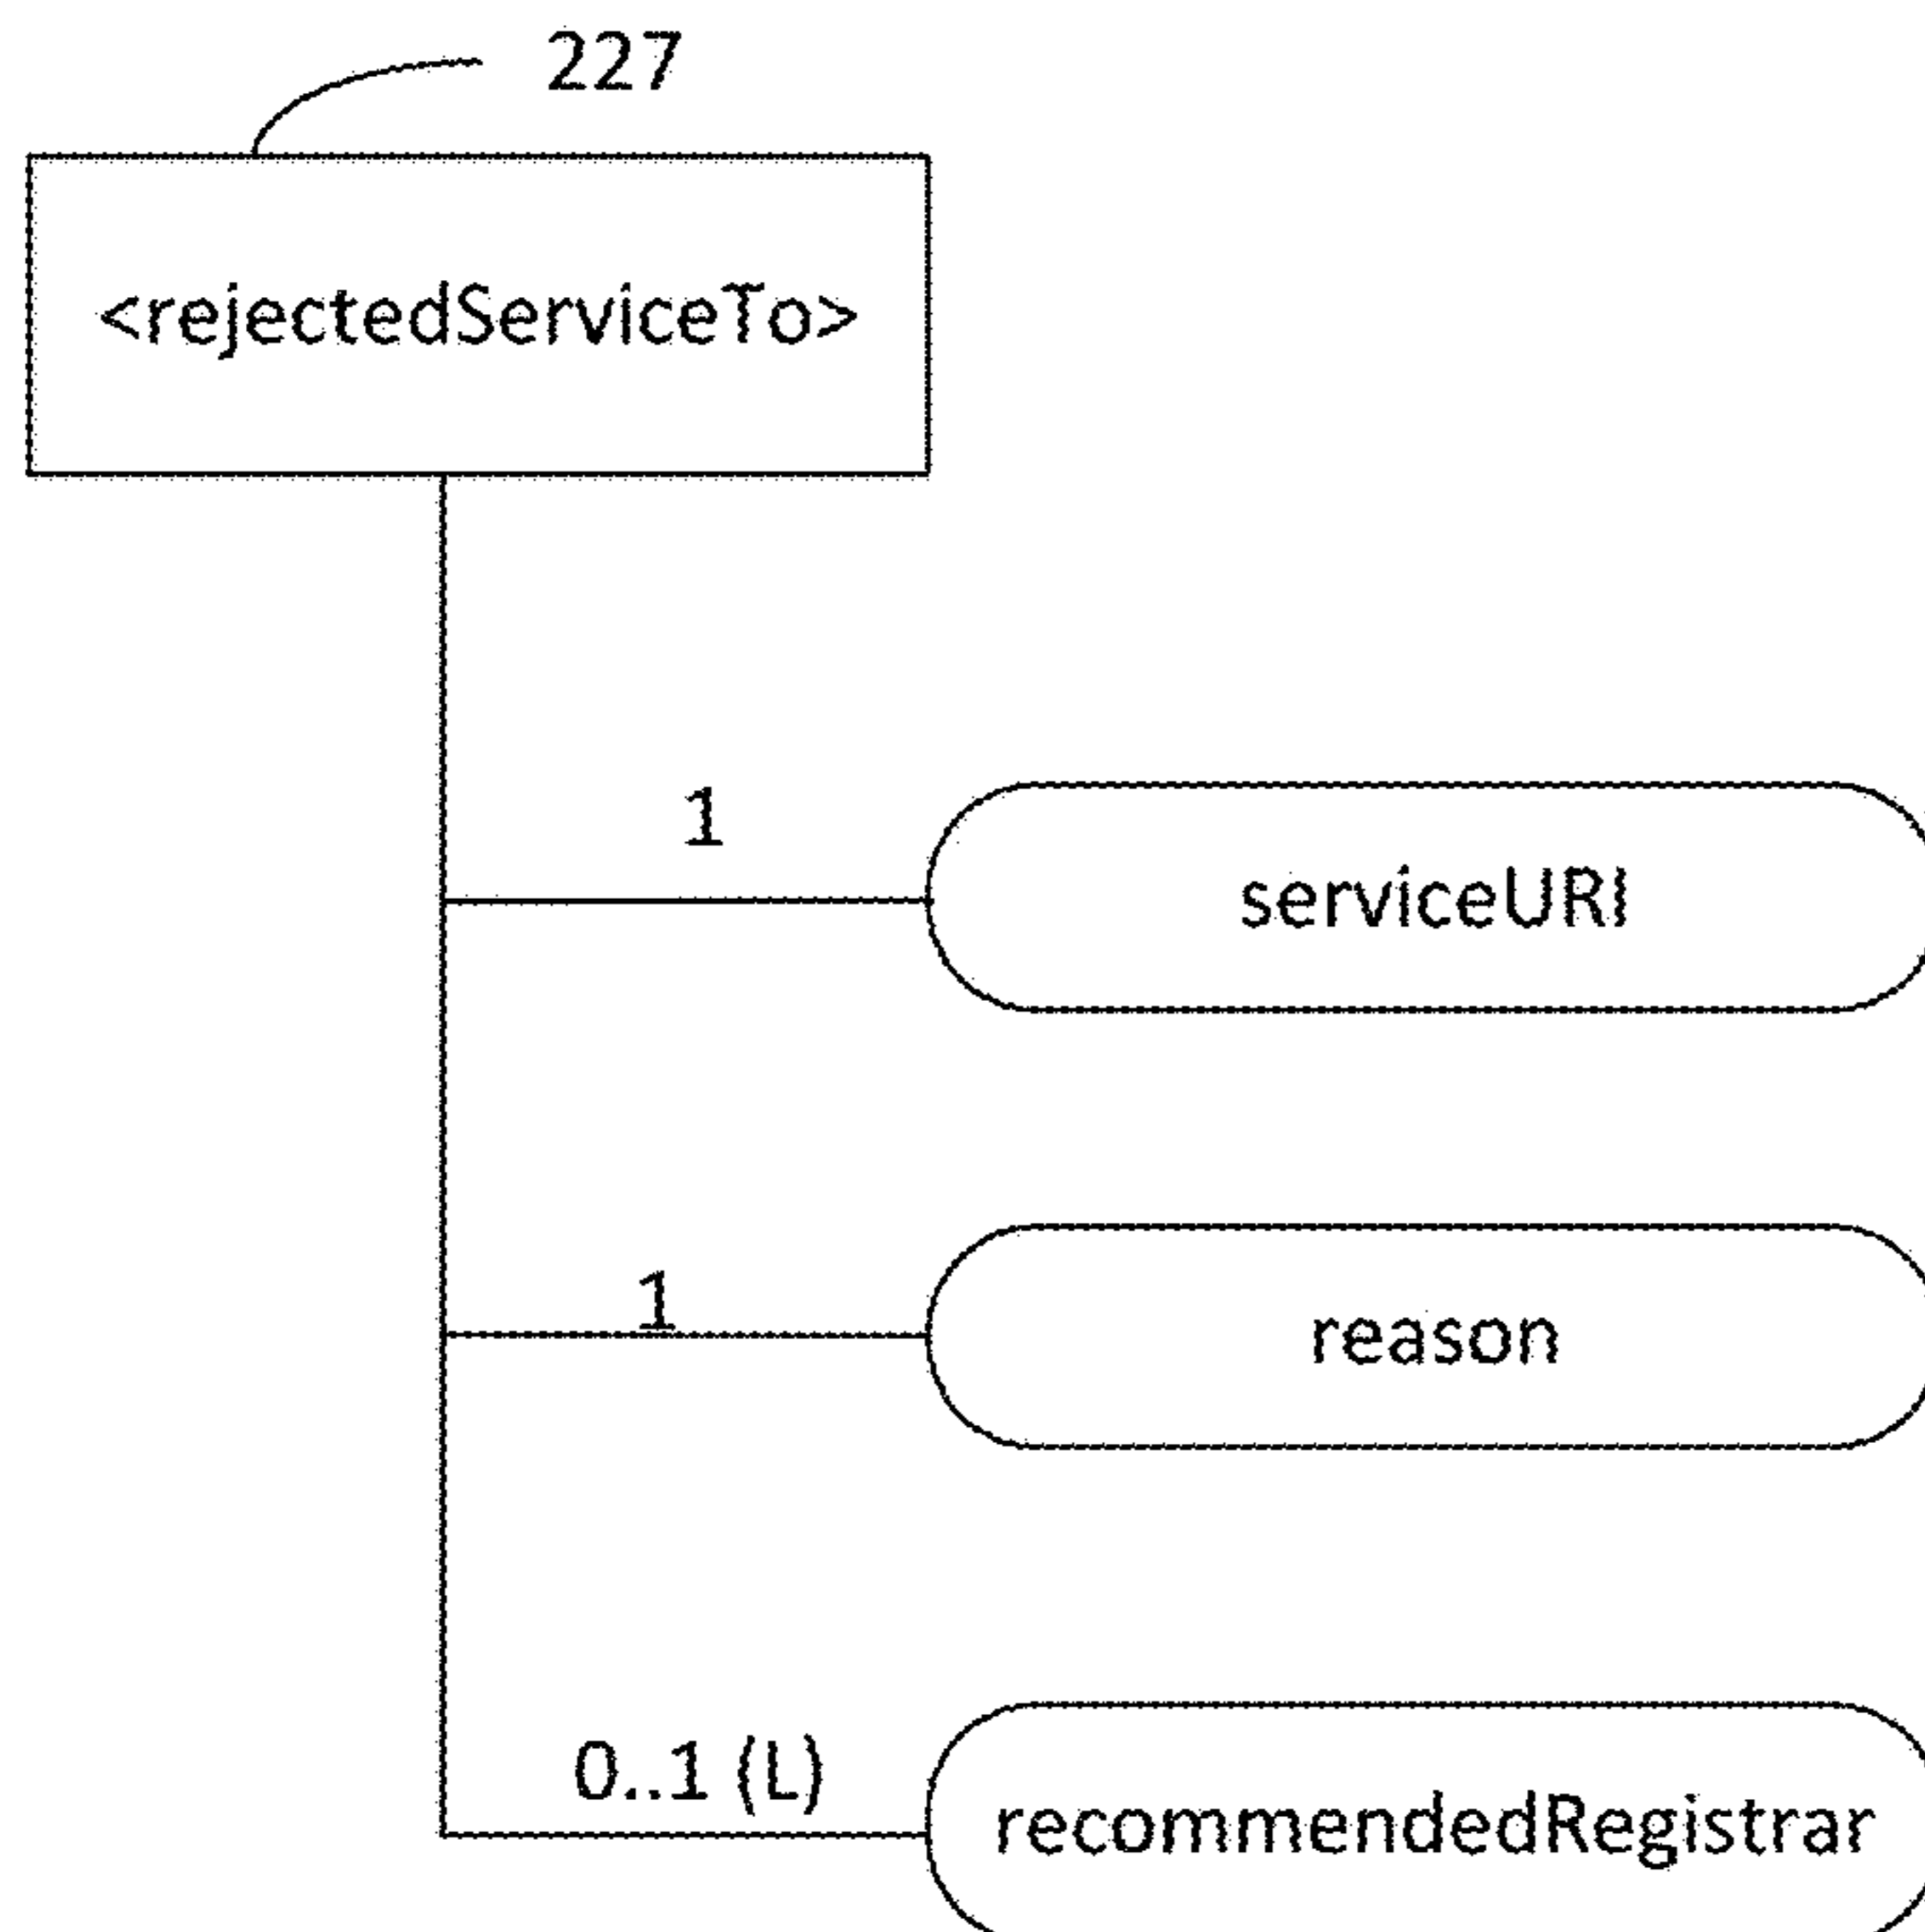 227
<rejectedServiceTo>
1
serviceURI
1
reason
0..1 (L)
recommendedRegistrar